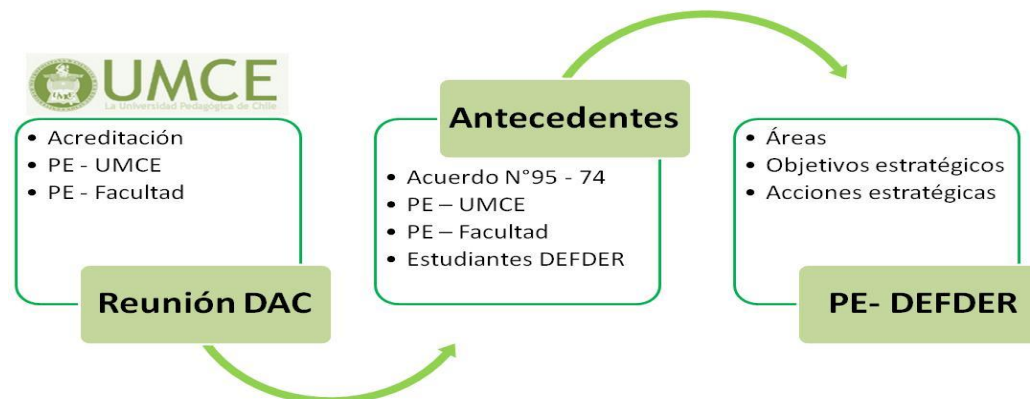 UMCE
La Universidad Pedagógica de Chile
• Acreditación
• PE - UMCE
• PE - Facultad
Reunión DAC
Antecedentes
• Acuerdo N°95 - 74
• PE – UMCE
• PE – Facultad
• Estudiantes DEFDER
• Áreas
• Objetivos estratégicos
• Acciones estratégicas
PE- DEFDER